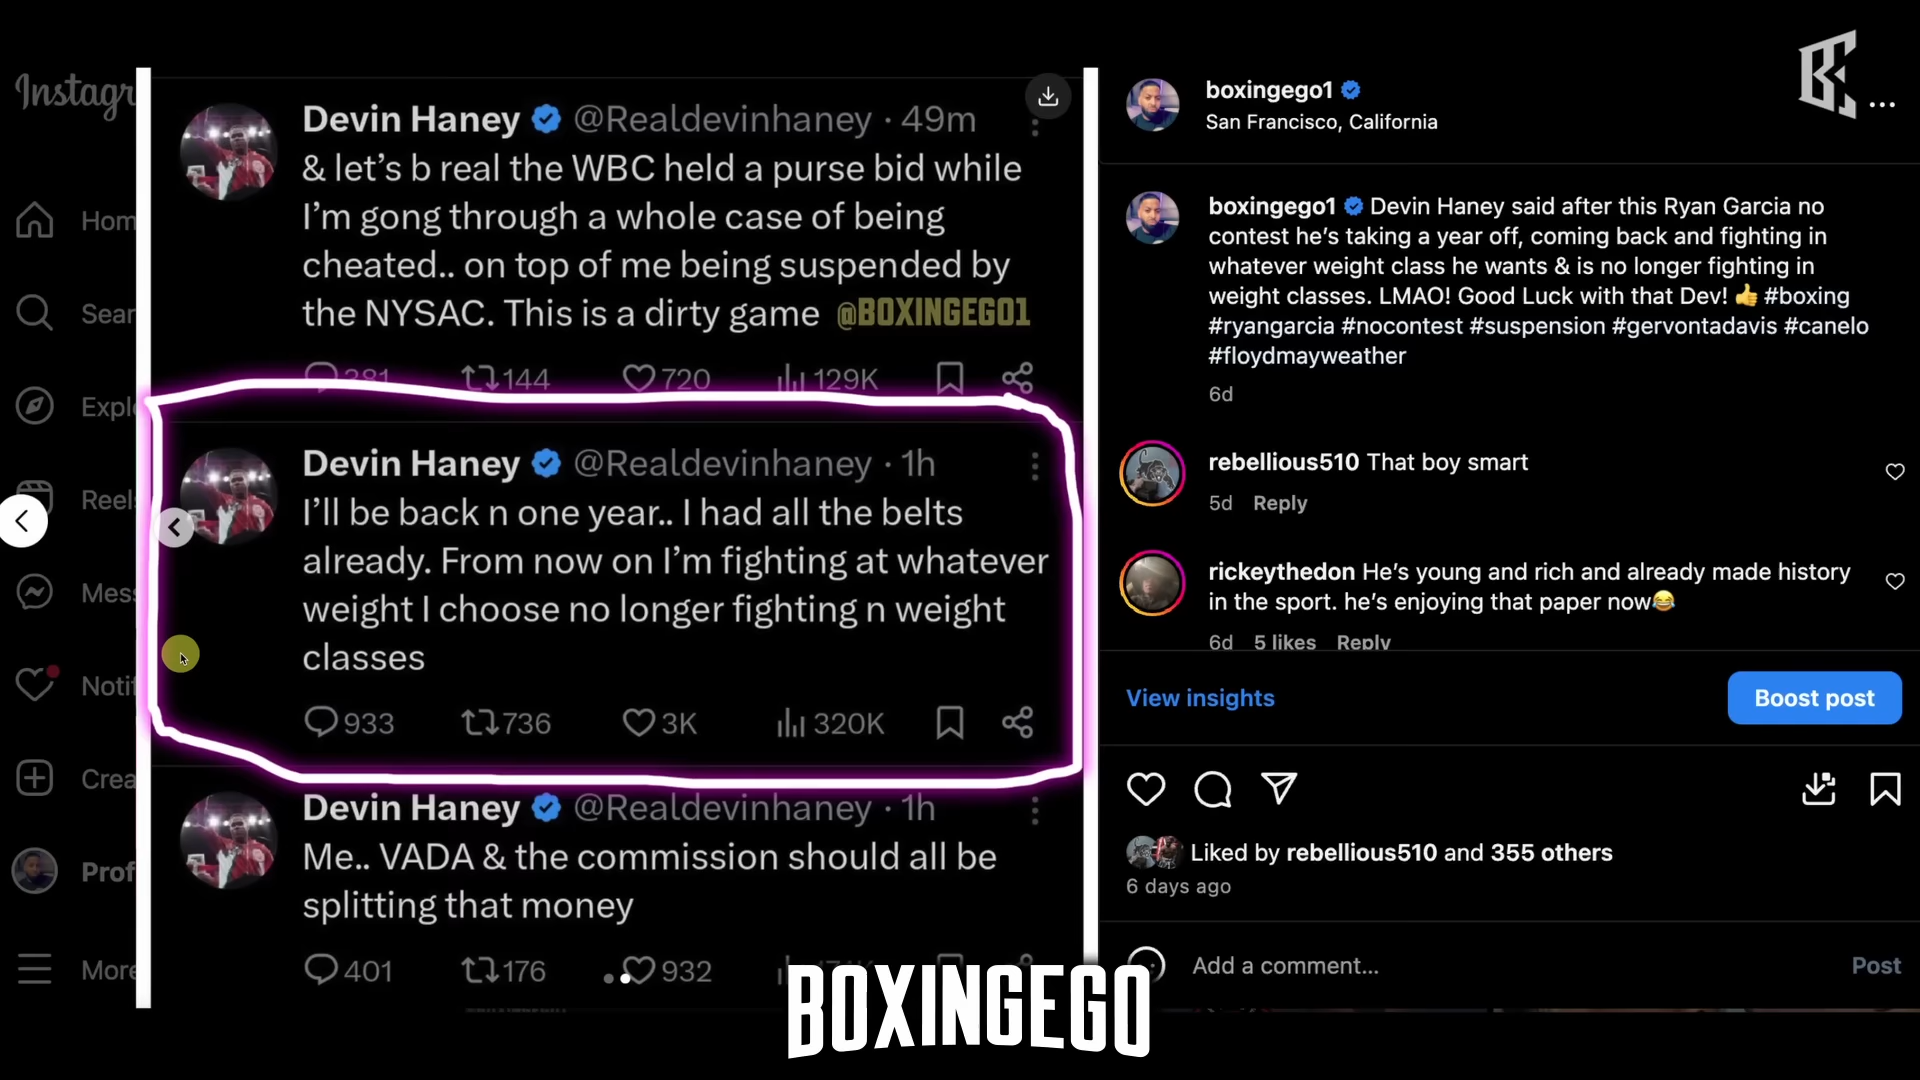 Instagr
Hom
Sear
Expl
Reels
Mess
Notif
Crea
Prof
More
Devin Haney @Realdevinhaney · 49m
& let’s b real the WBC held a purse bid while
I’m gong through a whole case of being
cheated.. on top of me being suspended by
the NYSAC. This is a dirty game @BOXINGEGO1
281 144 720 129K
Devin Haney @Realdevinhaney · 1h
I’ll be back n one year.. I had all the belts
already. From now on I’m fighting at whatever
weight I choose no longer fighting n weight
classes
933 736 3K 320K
Devin Haney @Realdevinhaney · 1h
Me.. VADA & the commission should all be
splitting that money
401 176 932
BOXINGEGO
boxingego1
San Francisco, California
boxingego1 Devin Haney said after this Ryan Garcia no
contest he’s taking a year off, coming back and fighting in
whatever weight class he wants & is no longer fighting in
weight classes. LMAO! Good Luck with that Dev! 👍 #boxing
#ryangarcia #nocontest #suspension #gervontadavis #canelo
#floydmayweather
6d
rebellious510 That boy smart
5d Reply
rickeythedon He’s young and rich and already made history
in the sport. he’s enjoying that paper now😂
6d 5 likes Reply
View insights
Boost post
Liked by rebellious510 and 355 others
6 days ago
Add a comment...
Post